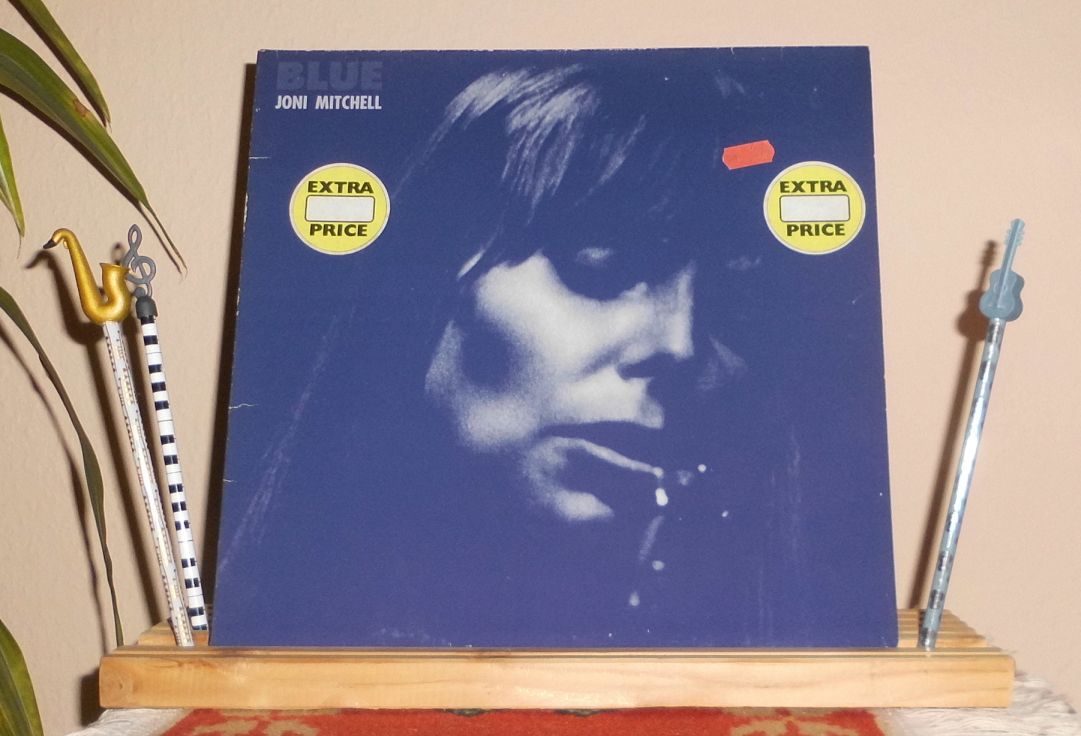 BLUE
JONI MITCHELL
EXTRA
PRICE
EXTRA
PRICE